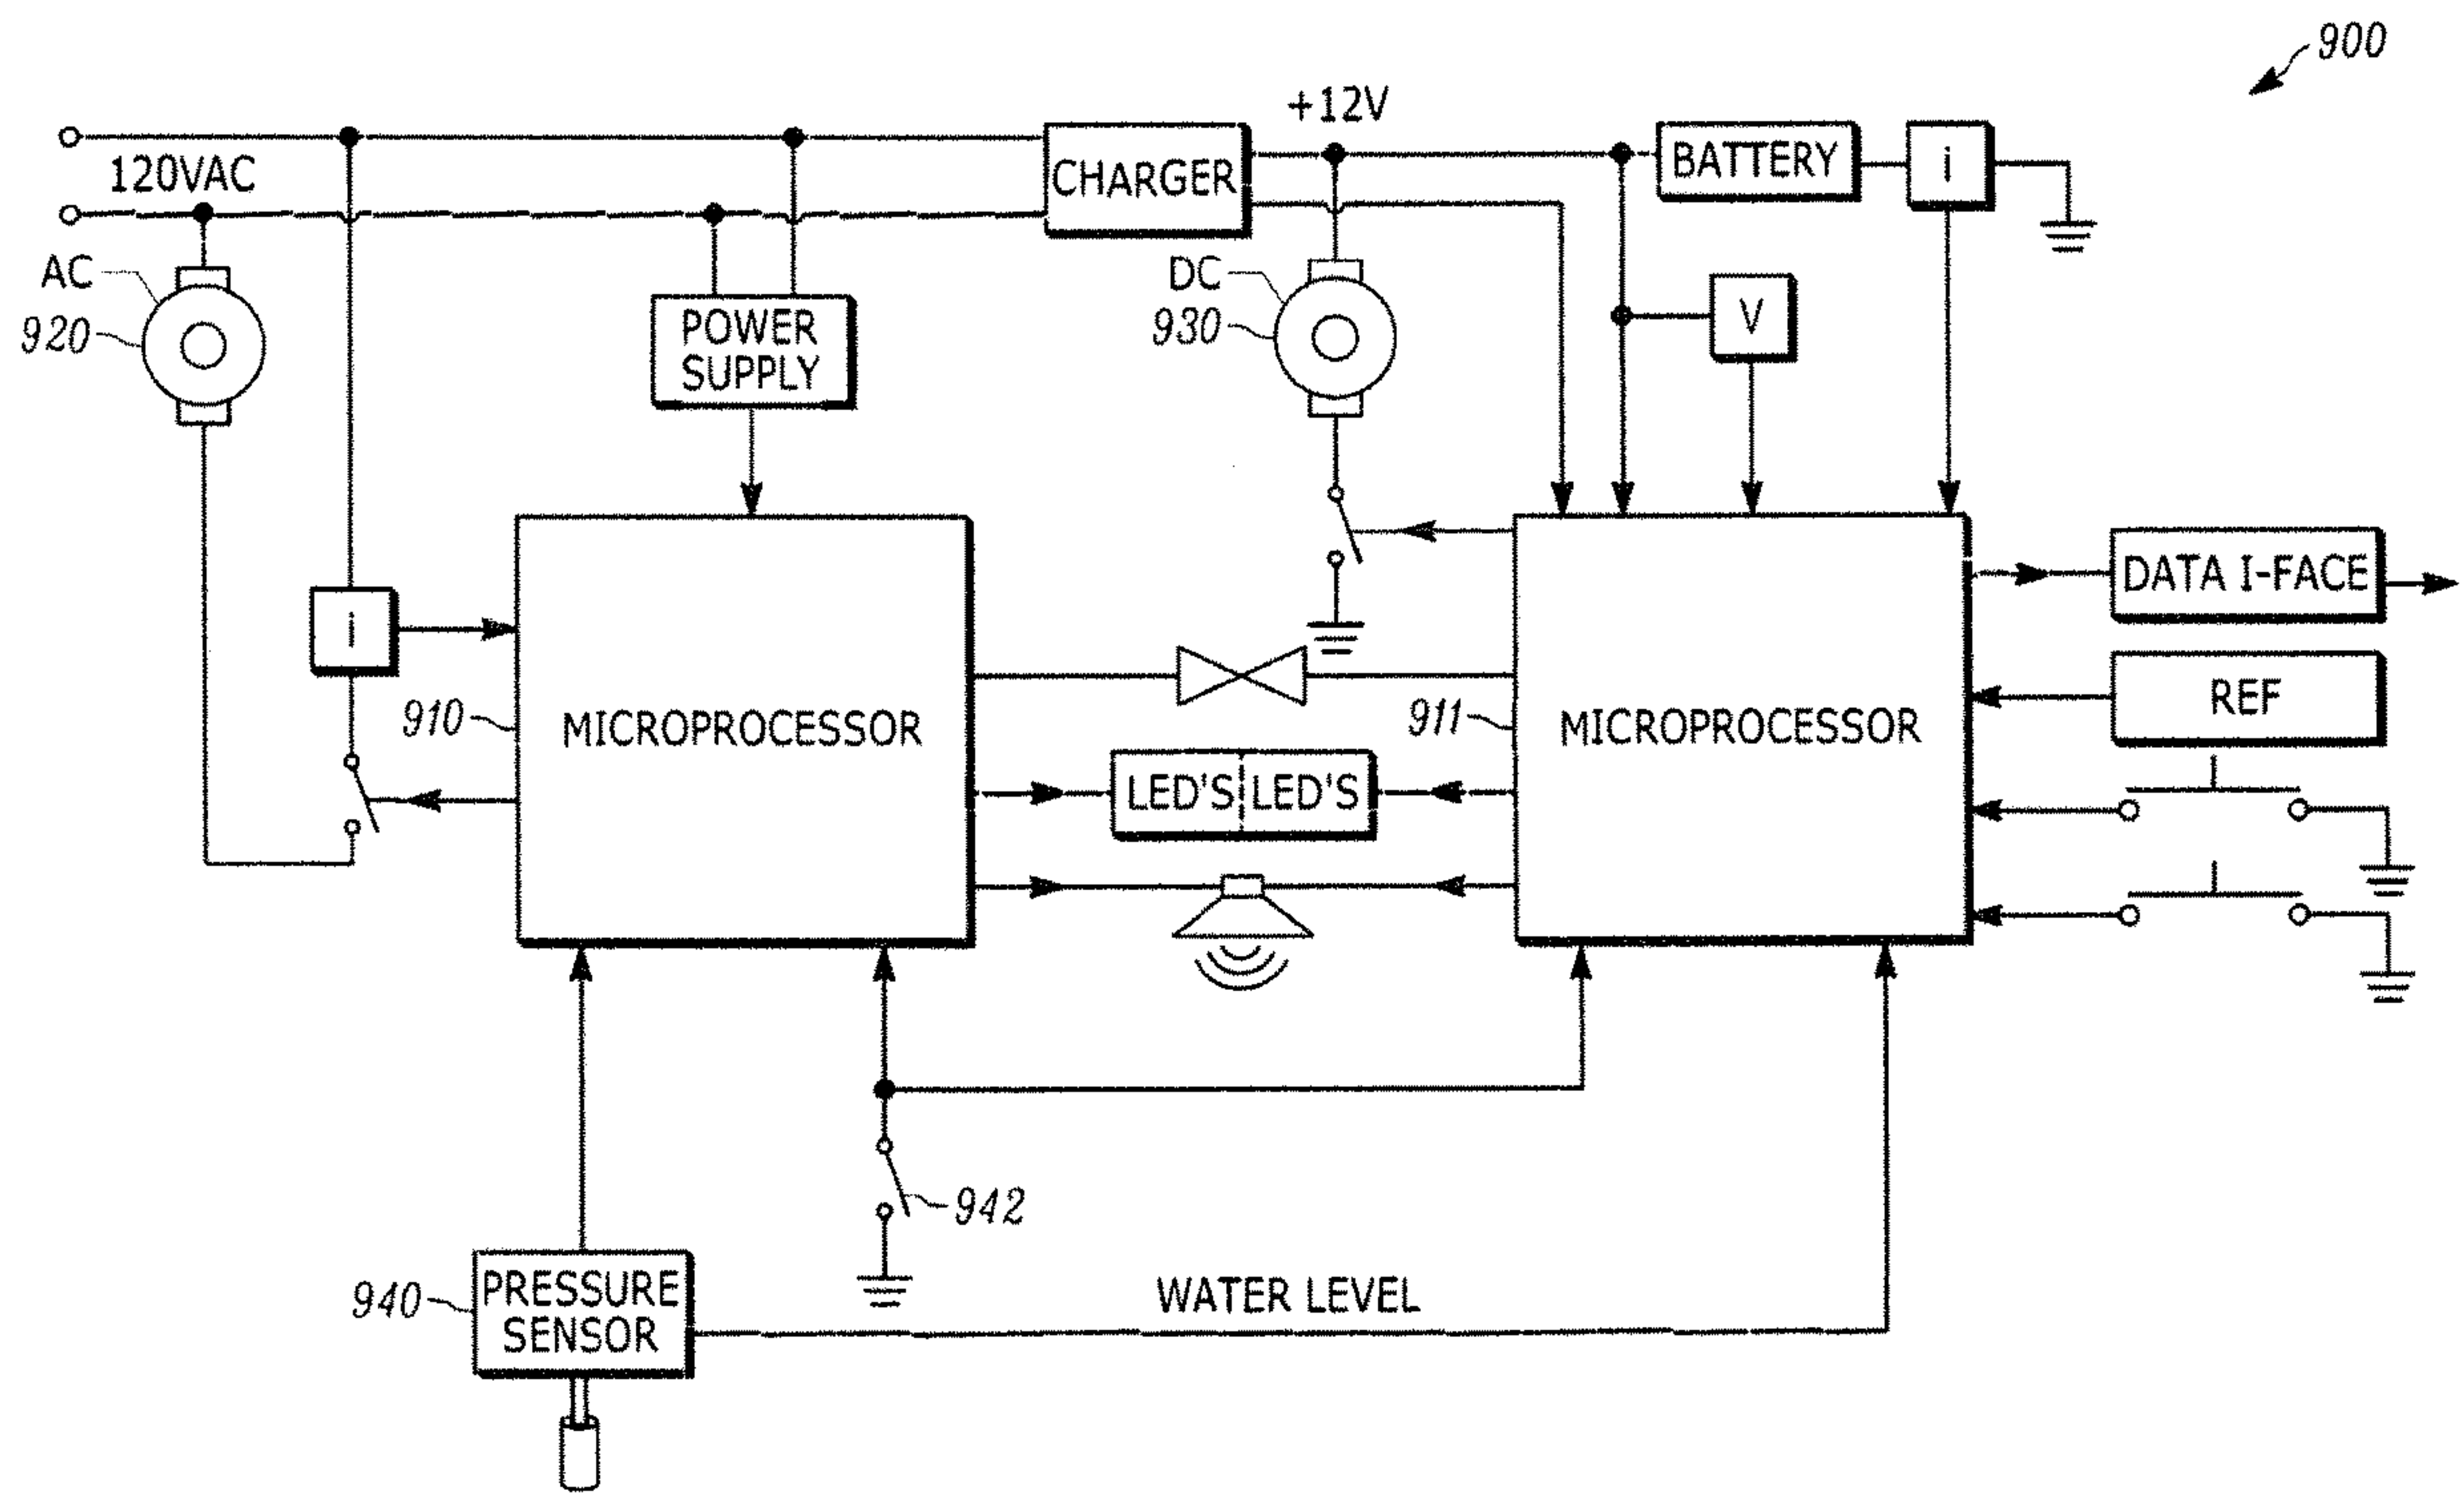 900
+12V
120VAC
CHARGER
BATTERY
i
AC
920
POWER
SUPPLY
DC
930
V
i
910
MICROPROCESSOR
911
MICROPROCESSOR
DATA I-FACE
REF
LED'S
LED'S
942
940
PRESSURE
SENSOR
WATER LEVEL